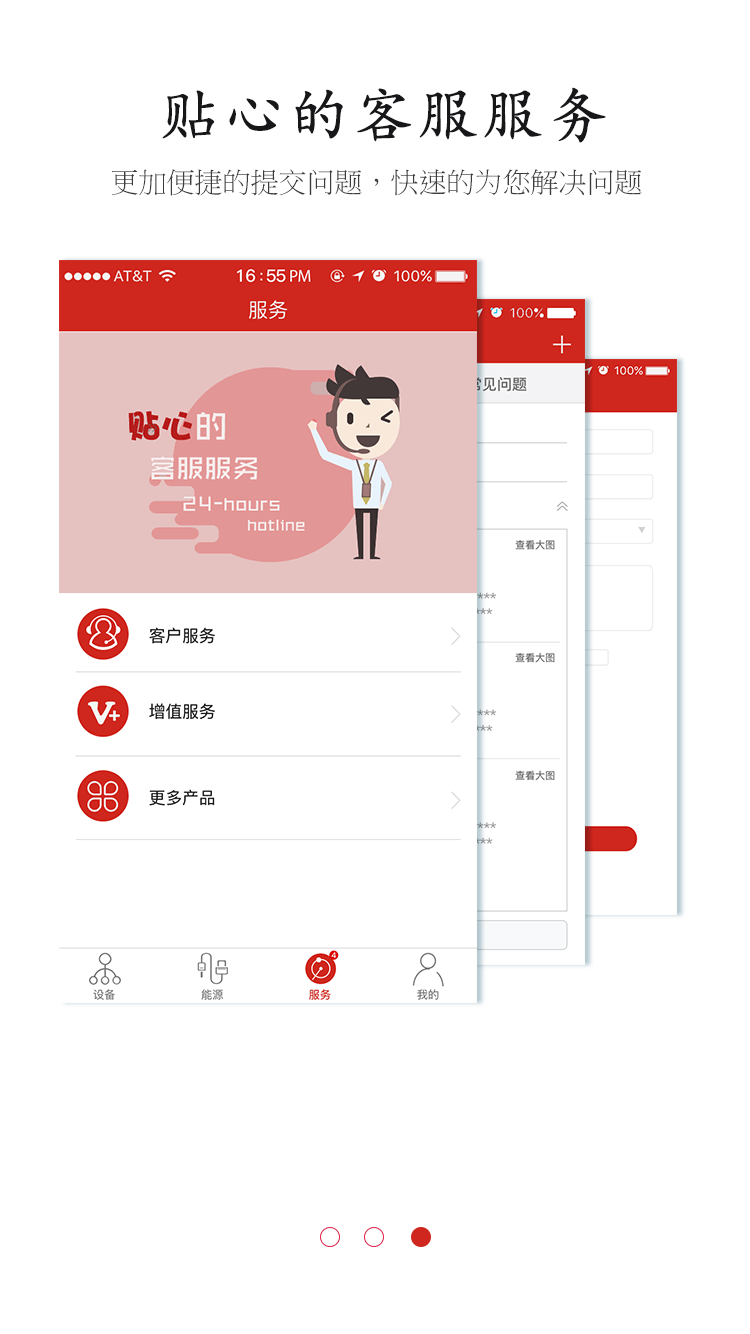 贴心的客服服务
更加便捷的提交问题，快速的为您解决问题
AT&T 16:55 PM 100%
服务
贴心的
客服服务
24-hours
hotline
客户服务
增值服务
更多产品
设备
能源
4
服务
我的
100%
+
常见问题
查看大图
***
**
查看大图
***
**
查看大图
***
**
100%